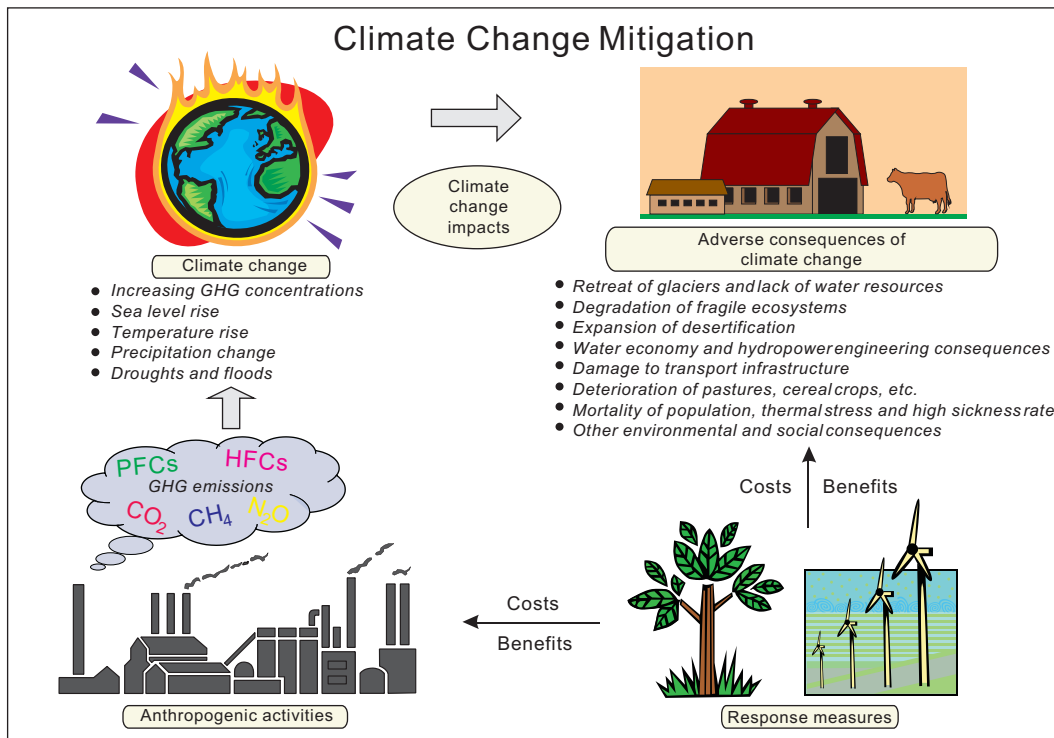 Climate Change Mitigation
Climate
change
impacts
Climate change
• Increasing GHG concentrations
• Sea level rise
• Temperature rise
• Precipitation change
• Droughts and floods
Adverse consequences of
climate change
• Retreat of glaciers and lack of water resources
• Degradation of fragile ecosystems
• Expansion of desertification
• Water economy and hydropower engineering consequences
• Damage to transport infrastructure
• Deterioration of pastures, cereal crops, etc.
• Mortality of population, thermal stress and high sickness rate
• Other environmental and social consequences
PFCs HFCs
GHG emissions
CO2 CH4 N2O
Costs Benefits
Costs
Benefits
Anthropogenic activities
Response measures